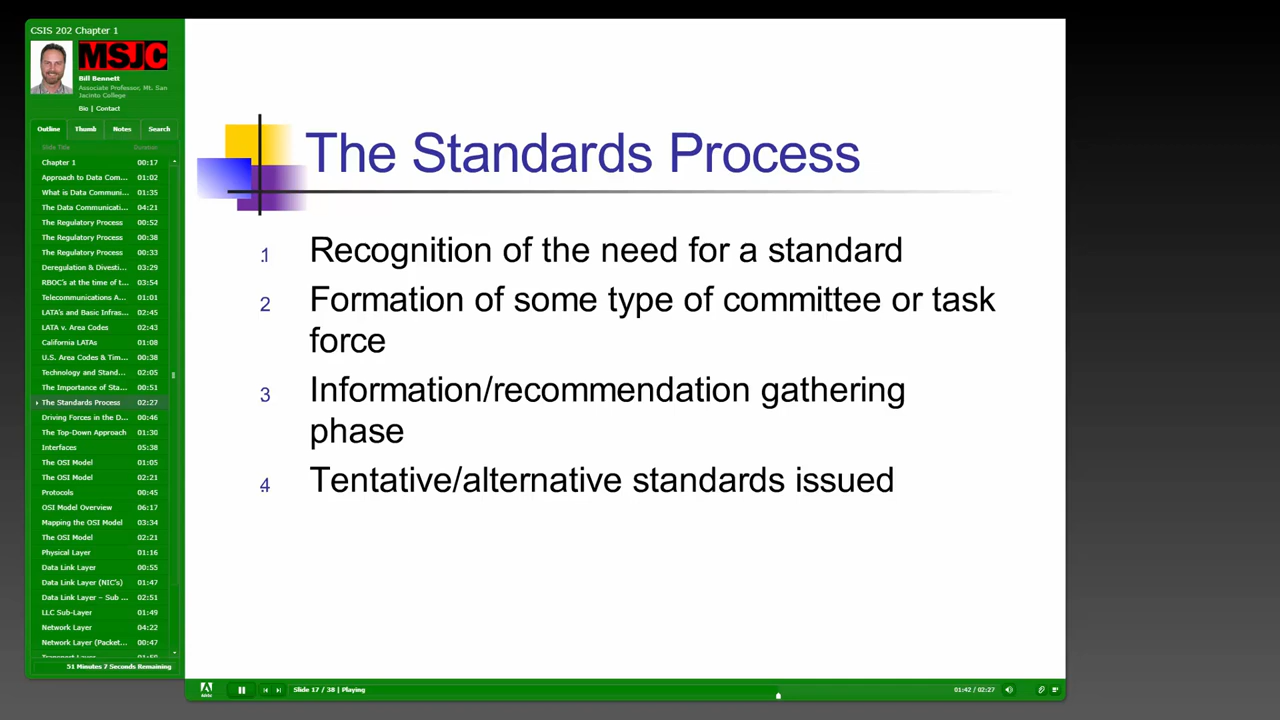 CSIS 202 Chapter 1
MSJC
Bill Bennett
Associate Professor, Mt. San
Jacinto College
Bio | Contact
Outline Thumb Notes Search
Slide Title Duration
Chapter 1 00:17
Approach to Data Com... 01:02
What is Data Communi... 01:35
The Data Communicati... 04:21
The Regulatory Process 00:52
The Regulatory Process 00:38
The Regulatory Process 00:33
Deregulation & Divesti... 03:29
RBOC's at the time of t... 03:54
Telecommunications A... 01:01
LATA's and Basic Infras... 02:45
LATA v. Area Codes 02:43
California LATAs 01:08
U.S. Area Codes & Tim... 00:38
Technology and Stand... 02:05
The Importance of Sta... 00:51
The Standards Process 02:27
Driving Forces in the D... 00:46
The Top-Down Approach 01:30
Interfaces 05:38
The OSI Model 01:05
The OSI Model 02:21
Protocols 00:45
OSI Model Overview 06:17
Mapping the OSI Model 03:34
The OSI Model 02:21
Physical Layer 01:16
Data Link Layer 00:55
Data Link Layer (NIC's) 01:47
Data Link Layer – Sub ... 02:51
LLC Sub-Layer 01:49
Network Layer 04:22
Network Layer (Packet... 00:47
51 Minutes 7 Seconds Remaining
The Standards Process
1. Recognition of the need for a standard
2 Formation of some type of committee or task
force
3 Information/recommendation gathering
phase
4. Tentative/alternative standards issued
Slide 17 / 38 | Playing
01:42 / 02:27